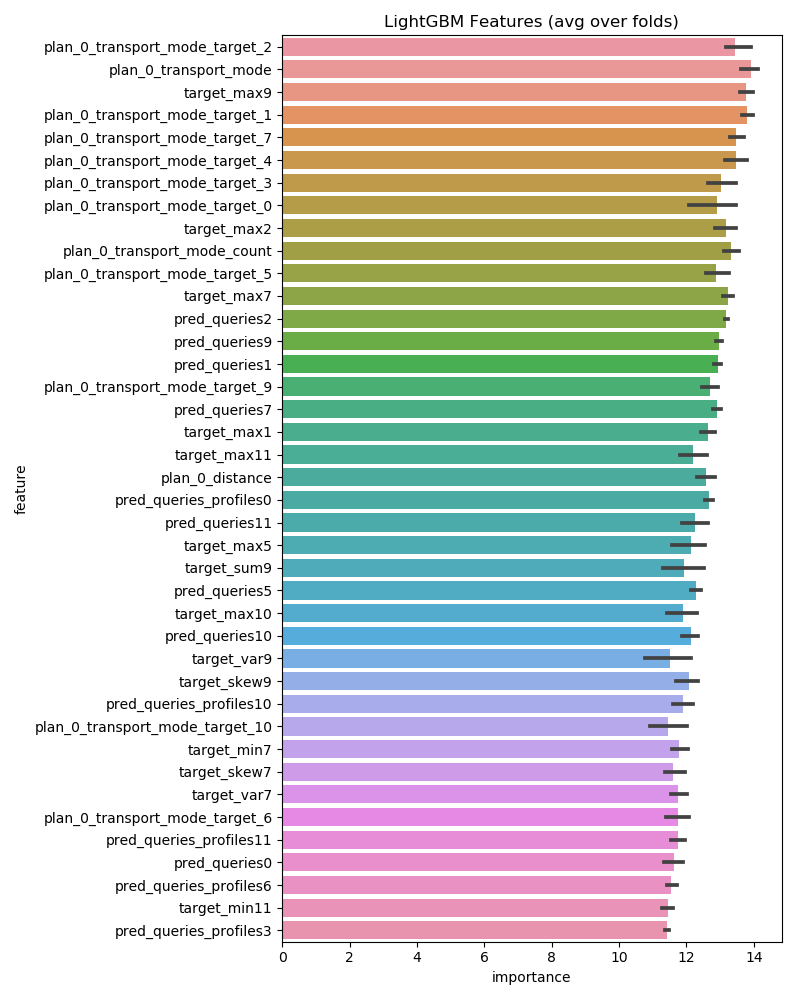 LightGBM Features (avg over folds)
plan_0_transport_mode_target_2
plan_0_transport_mode
target_max9
plan_0_transport_mode_target_1
plan_0_transport_mode_target_7
plan_0_transport_mode_target_4
plan_0_transport_mode_target_3
plan_0_transport_mode_target_0
target_max2
plan_0_transport_mode_count
plan_0_transport_mode_target_5
target_max7
pred_queries2
pred_queries9
pred_queries1
plan_0_transport_mode_target_9
pred_queries7
target_max1
target_max11
plan_0_distance
pred_queries_profiles0
pred_queries11
target_max5
target_sum9
pred_queries5
target_max10
pred_queries10
target_var9
target_skew9
pred_queries_profiles10
plan_0_transport_mode_target_10
target_min7
target_skew7
target_var7
plan_0_transport_mode_target_6
pred_queries_profiles11
pred_queries0
pred_queries_profiles6
target_min11
pred_queries_profiles3
feature
0 2 4 6 8 10 12 14
importance